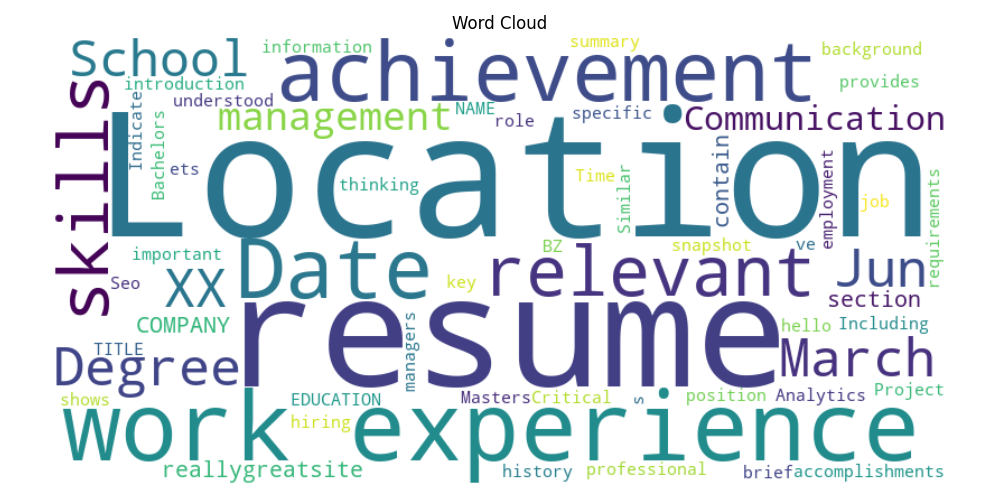 Word Cloud
School
information
achievement
summary
background
introduction
understood
provides
skills
Indicate
Bachelors
management
NAME
role
specific
Communication
ets
Location
thinking
Time
Similar
contain
employment
job
requirements
important
Date
BZ
snapshot
ve
Seo
XX
key
relevant
Jun
section
COMPANY
resume
hello
Including
TITLE
Degree
managers
March
shows
EDUCATION
Masters
Critical
s
position
Analytics
Project
work experience
hiring
reallygreatsite
history
professional
brief
accomplishments